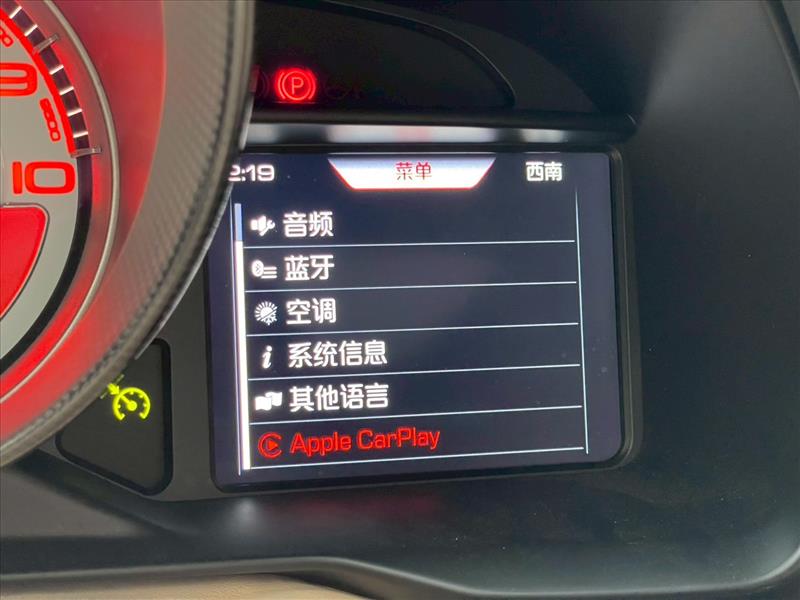 9
10
P
2:19 菜单 西南
音频
蓝牙
空调
i 系统信息
其他语言
Apple CarPlay